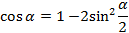 cos α = 1 − 2sin² α/2